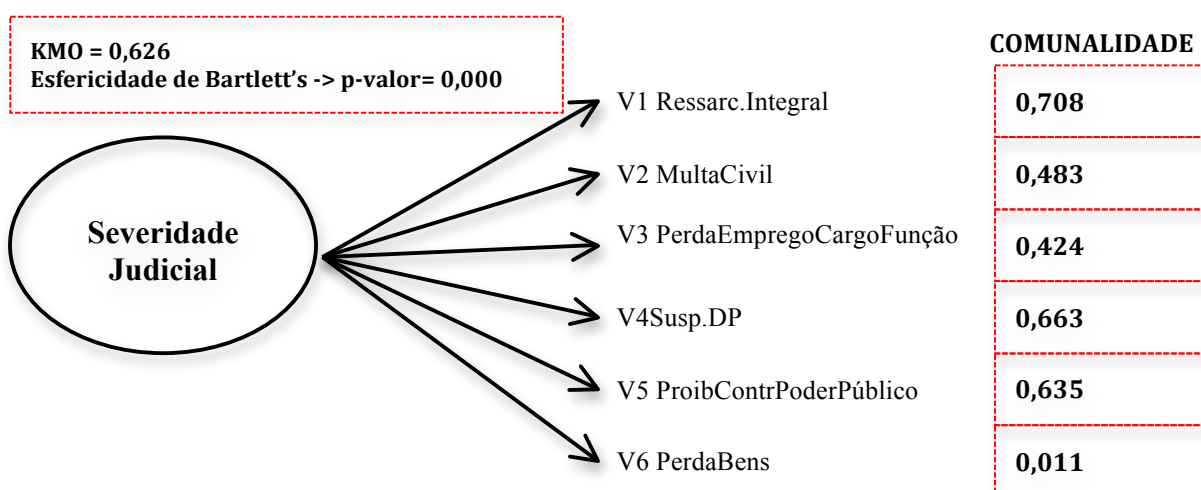 KMO = 0,626
Esfericidade de Bartlett’s -> p-valor= 0,000
COMUNALIDADE
Severidade
Judicial
V1 Ressarc.Integral
0,708
V2 MultaCivil
0,483
V3 PerdaEmpregoCargoFunção
0,424
V4Susp.DP
0,663
V5 ProibContrPoderPúblico
0,635
V6 PerdaBens
0,011